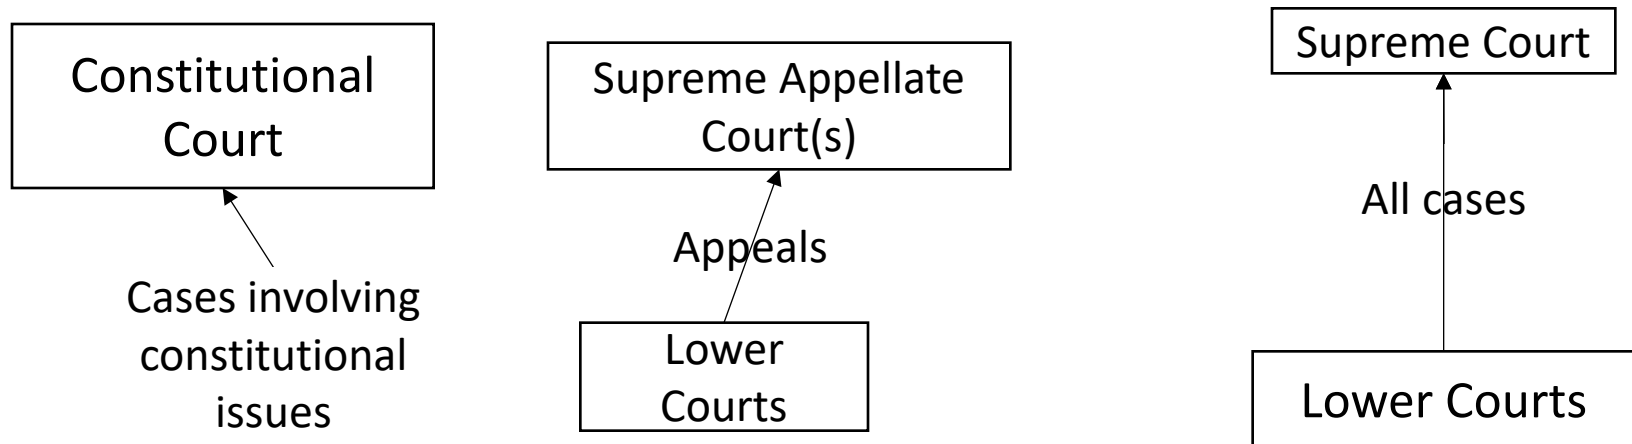 Constitutional
Court
Cases involving
constitutional
issues
Supreme Appellate
Court(s)
Appeals
Lower
Courts
Supreme Court
All cases
Lower Courts